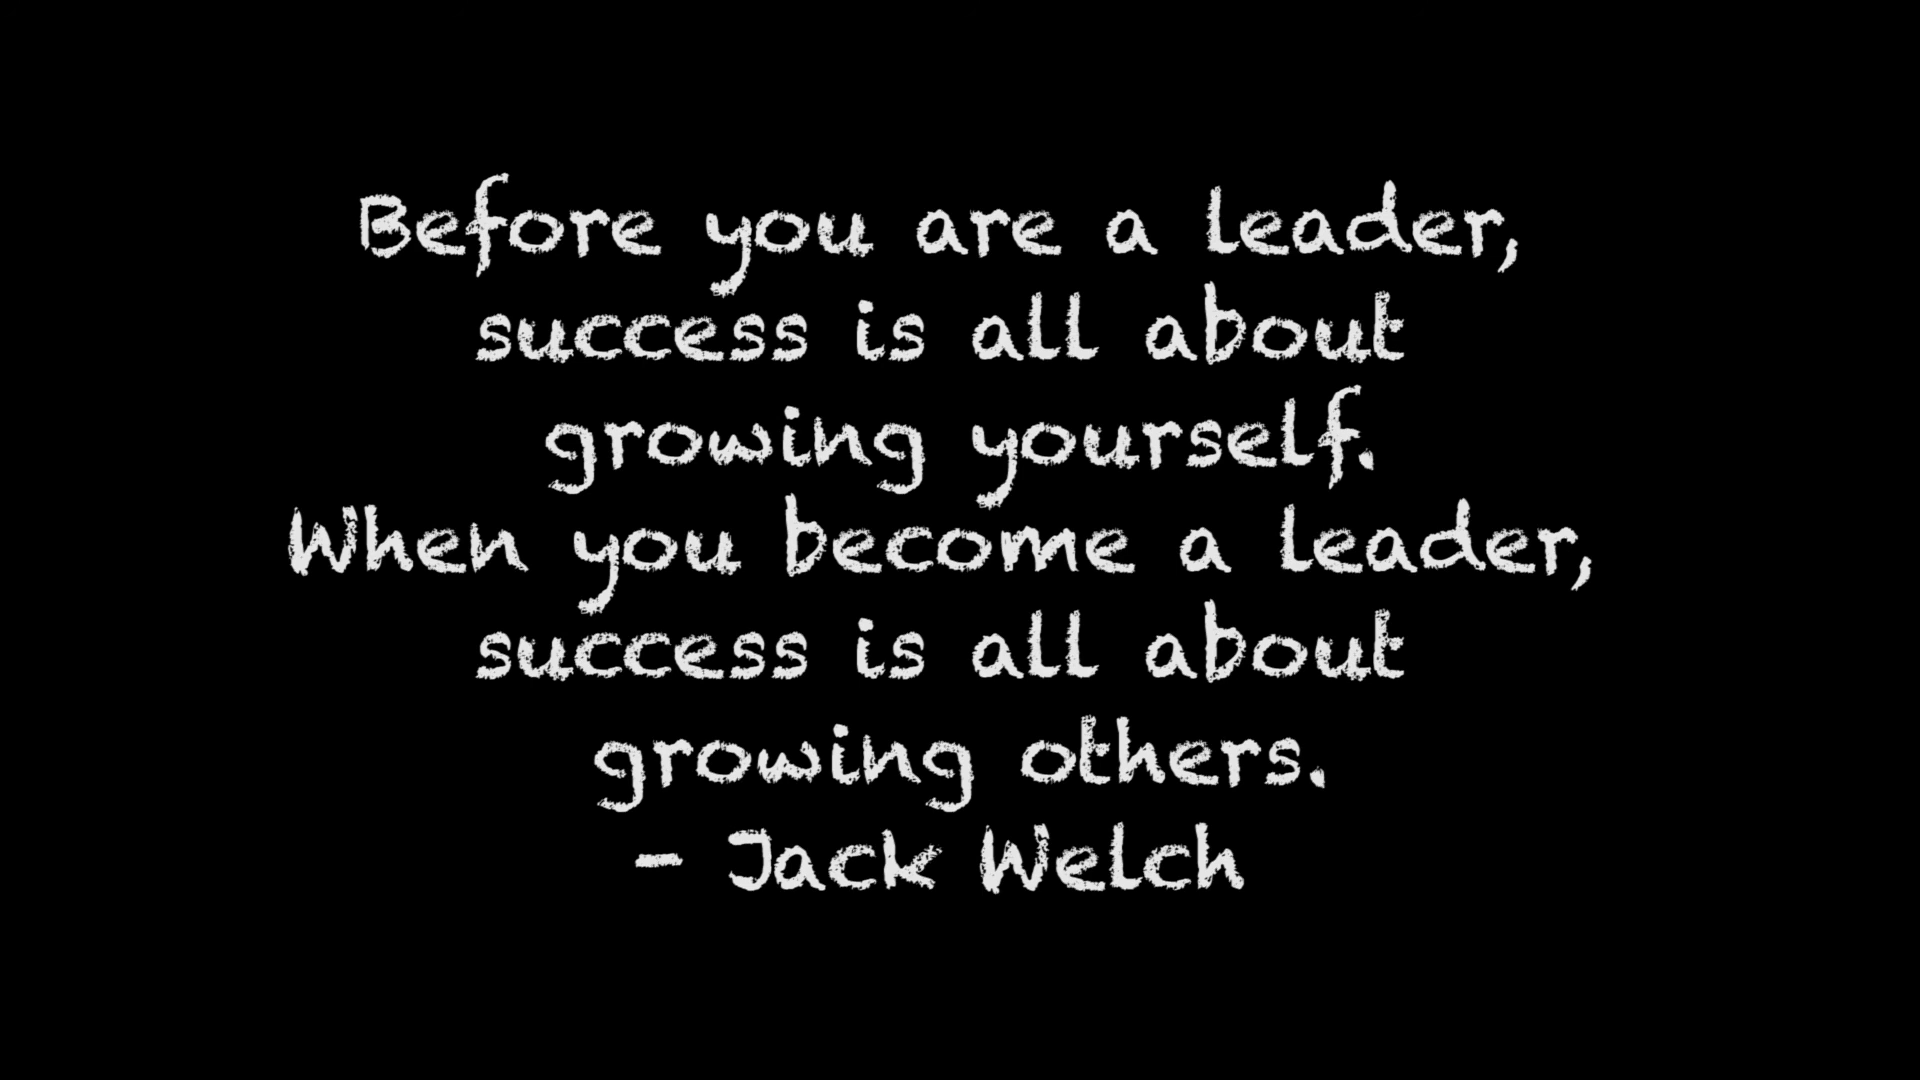 Before you are a leader,
success is all about
growing yourself.
When you become a leader,
success is all about
growing others.
- Jack Welch